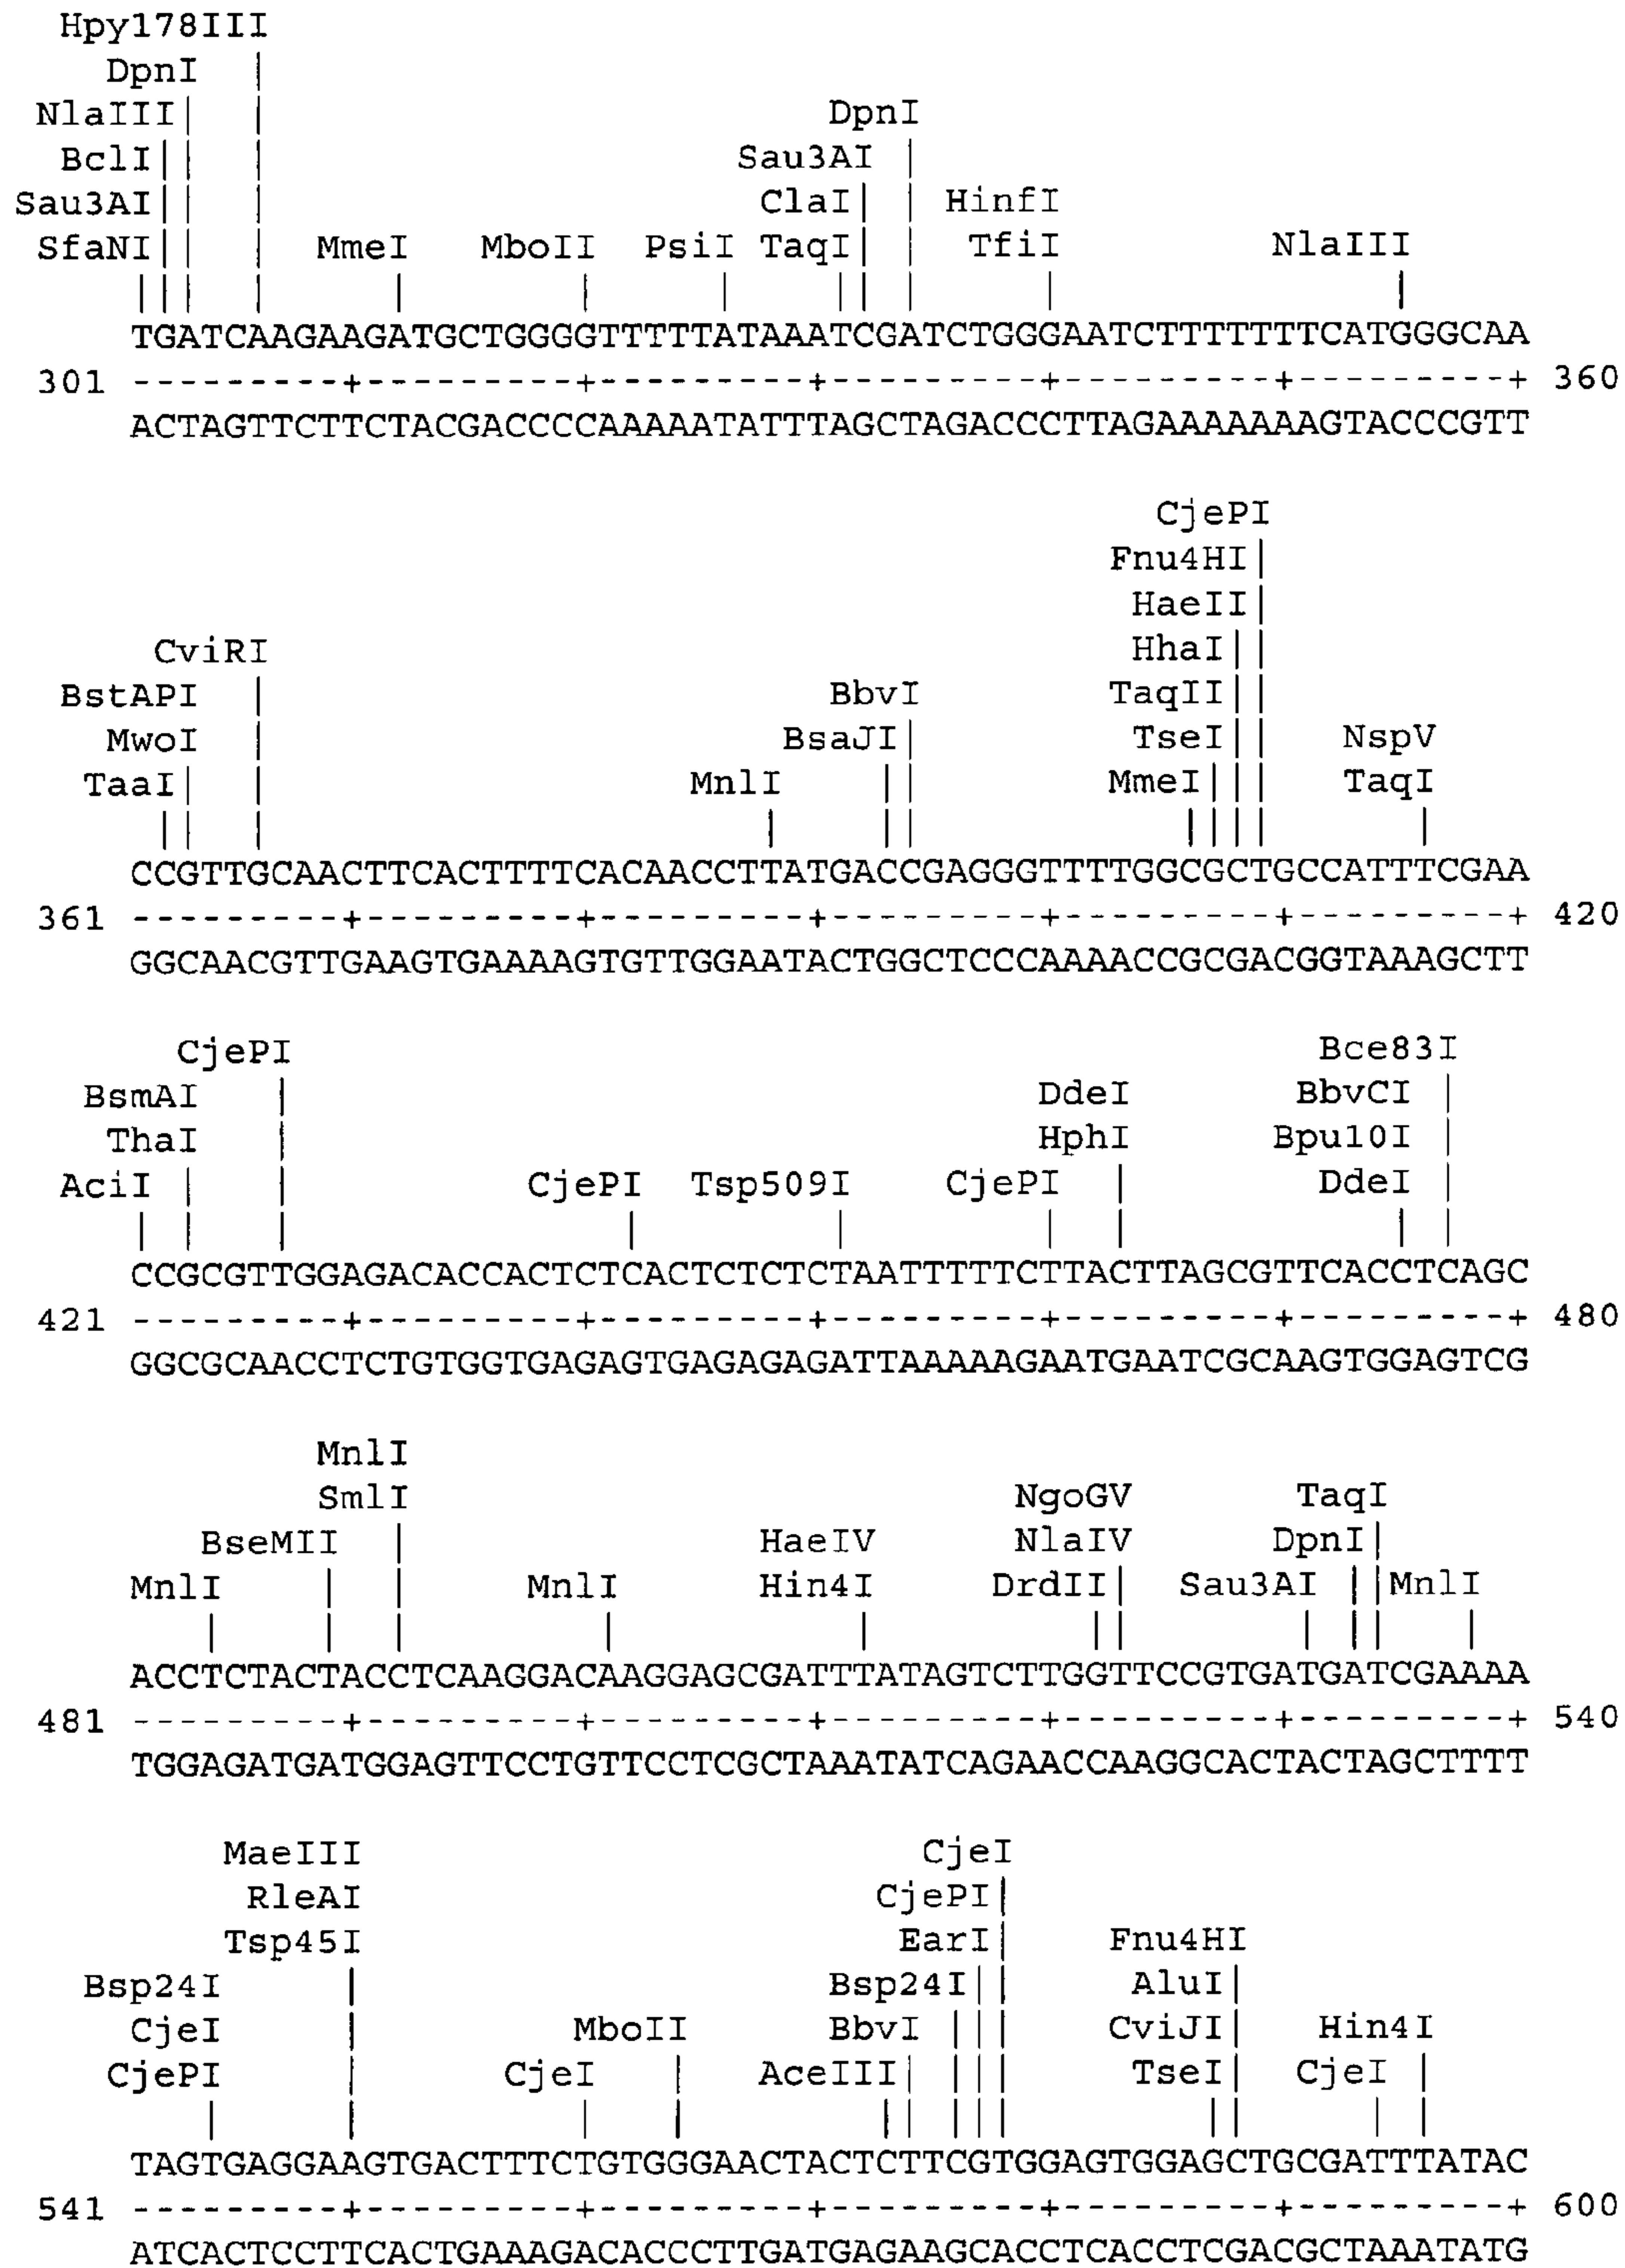 Hpy178III
DpnI
NlaIII DpnI
BclI Sau3AI
Sau3AI ClaI HinfI
SfaNI MmeI MboII PsiI TaqI TfiI NlaIII
TGATCAAGAAGATGCTGGGGTTTTTATAAATCGATCTGGGAATCTTTTTTTCATGGGCAA
301 ---------+---------+---------+---------+---------+---------+ 360
ACTAGTTCTTCTACGACCCCAAAAATATTTAGCTAGACCCTTAGAAAAAAAGTACCCGTT
CjePI
Fnu4HI
HaeII
CviRI HhaI
BstAPI BbvI TaqII
MwoI BsaJI TseI NspV
TaaI MnlI MmeI TaqI
CCGTTGCAACTTCACTTTTCACAACCTTATGACCGAGGGTTTTGGCGCTGCCATTTCGAA
361 ---------+---------+---------+---------+---------+---------+ 420
GGCAACGTTGAAGTGAAAAGTGTTGGAATACTGGCTCCCAAAACCGCGACGGTAAAGCTT
CjePI Bce83I
BsmAI DdeI BbvCI
ThaI HphI Bpu10I
AciI CjePI Tsp509I CjePI DdeI
CCGCGTTGGAGACACCACTCTCACTCTCTCTAATTTTTCTTACTTAGCGTTCACCTCAGC
421 ---------+---------+---------+---------+---------+---------+ 480
GGCGCAACCTCTGTGGTGAGAGTGAGAGAGATTAAAAAGAATGAATCGCAAGTGGAGTCG
MnlI
SmlI NgoGV TaqI
BseMII HaeIV NlaIV DpnI
MnlI MnlI Hin4I DrdII Sau3AI MnlI
ACCTCTACTACCTCAAGGACAAGGAGCGATTTATAGTCTTGGTTCCGTGATGATCGAAAA
481 ---------+---------+---------+---------+---------+---------+ 540
TGGAGATGATGGAGTTCCTGTTCCTCGCTAAATATCAGAACCAAGGCACTACTAGCTTTT
MaeIII CjeI
RleAI CjePI
Tsp45I EarI Fnu4HI
Bsp24I Bsp24I AluI
CjeI MboII BbvI CviJI Hin4I
CjePI CjeI AceIII TseI CjeI
TAGTGAGGAAGTGACTTTCTGTGGGAACTACTCTTCGTGGAGTGGAGCTGCGATTTATAC
541 ---------+---------+---------+---------+---------+---------+ 600
ATCACTCCTTCACTGAAAGACACCCTTGATGAGAAGCACCTCACCTCGACGCTAAATATG